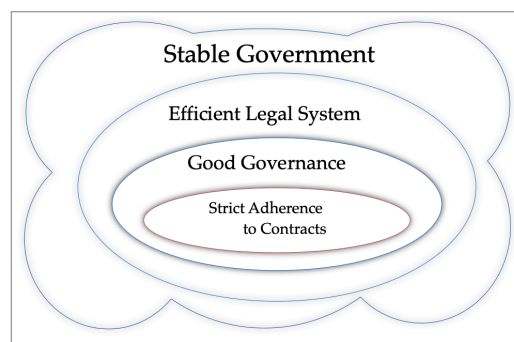 Stable Government
Efficient Legal System
Good Governance
Strict Adherence
to Contracts